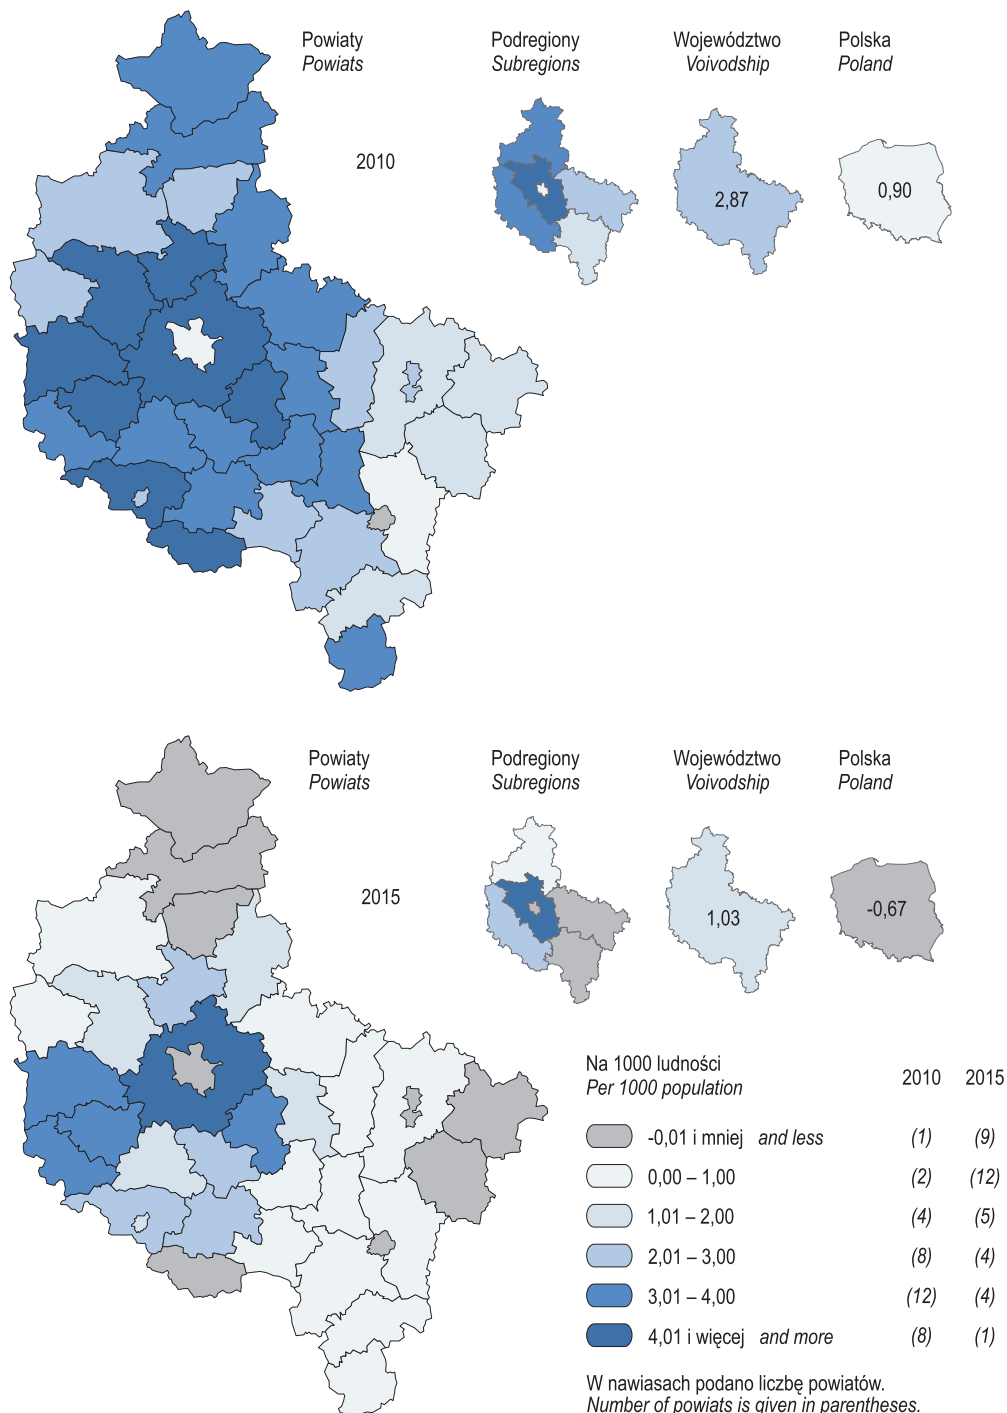 Powiaty
Powiats
Podregiony
Subregions
Województwo
Voivodship
Polska
Poland
2010
2,87
0,90
Powiaty
Powiats
Podregiony
Subregions
Województwo
Voivodship
Polska
Poland
2015
1,03
-0,67
Na 1000 ludności
Per 1000 population
2010 2015
-0,01 i mniej and less (1) (9)
0,00 – 1,00 (2) (12)
1,01 – 2,00 (4) (5)
2,01 – 3,00 (8) (4)
3,01 – 4,00 (12) (4)
4,01 i więcej and more (8) (1)
W nawiasach podano liczbę powiatów.
Number of powiats is given in parentheses.